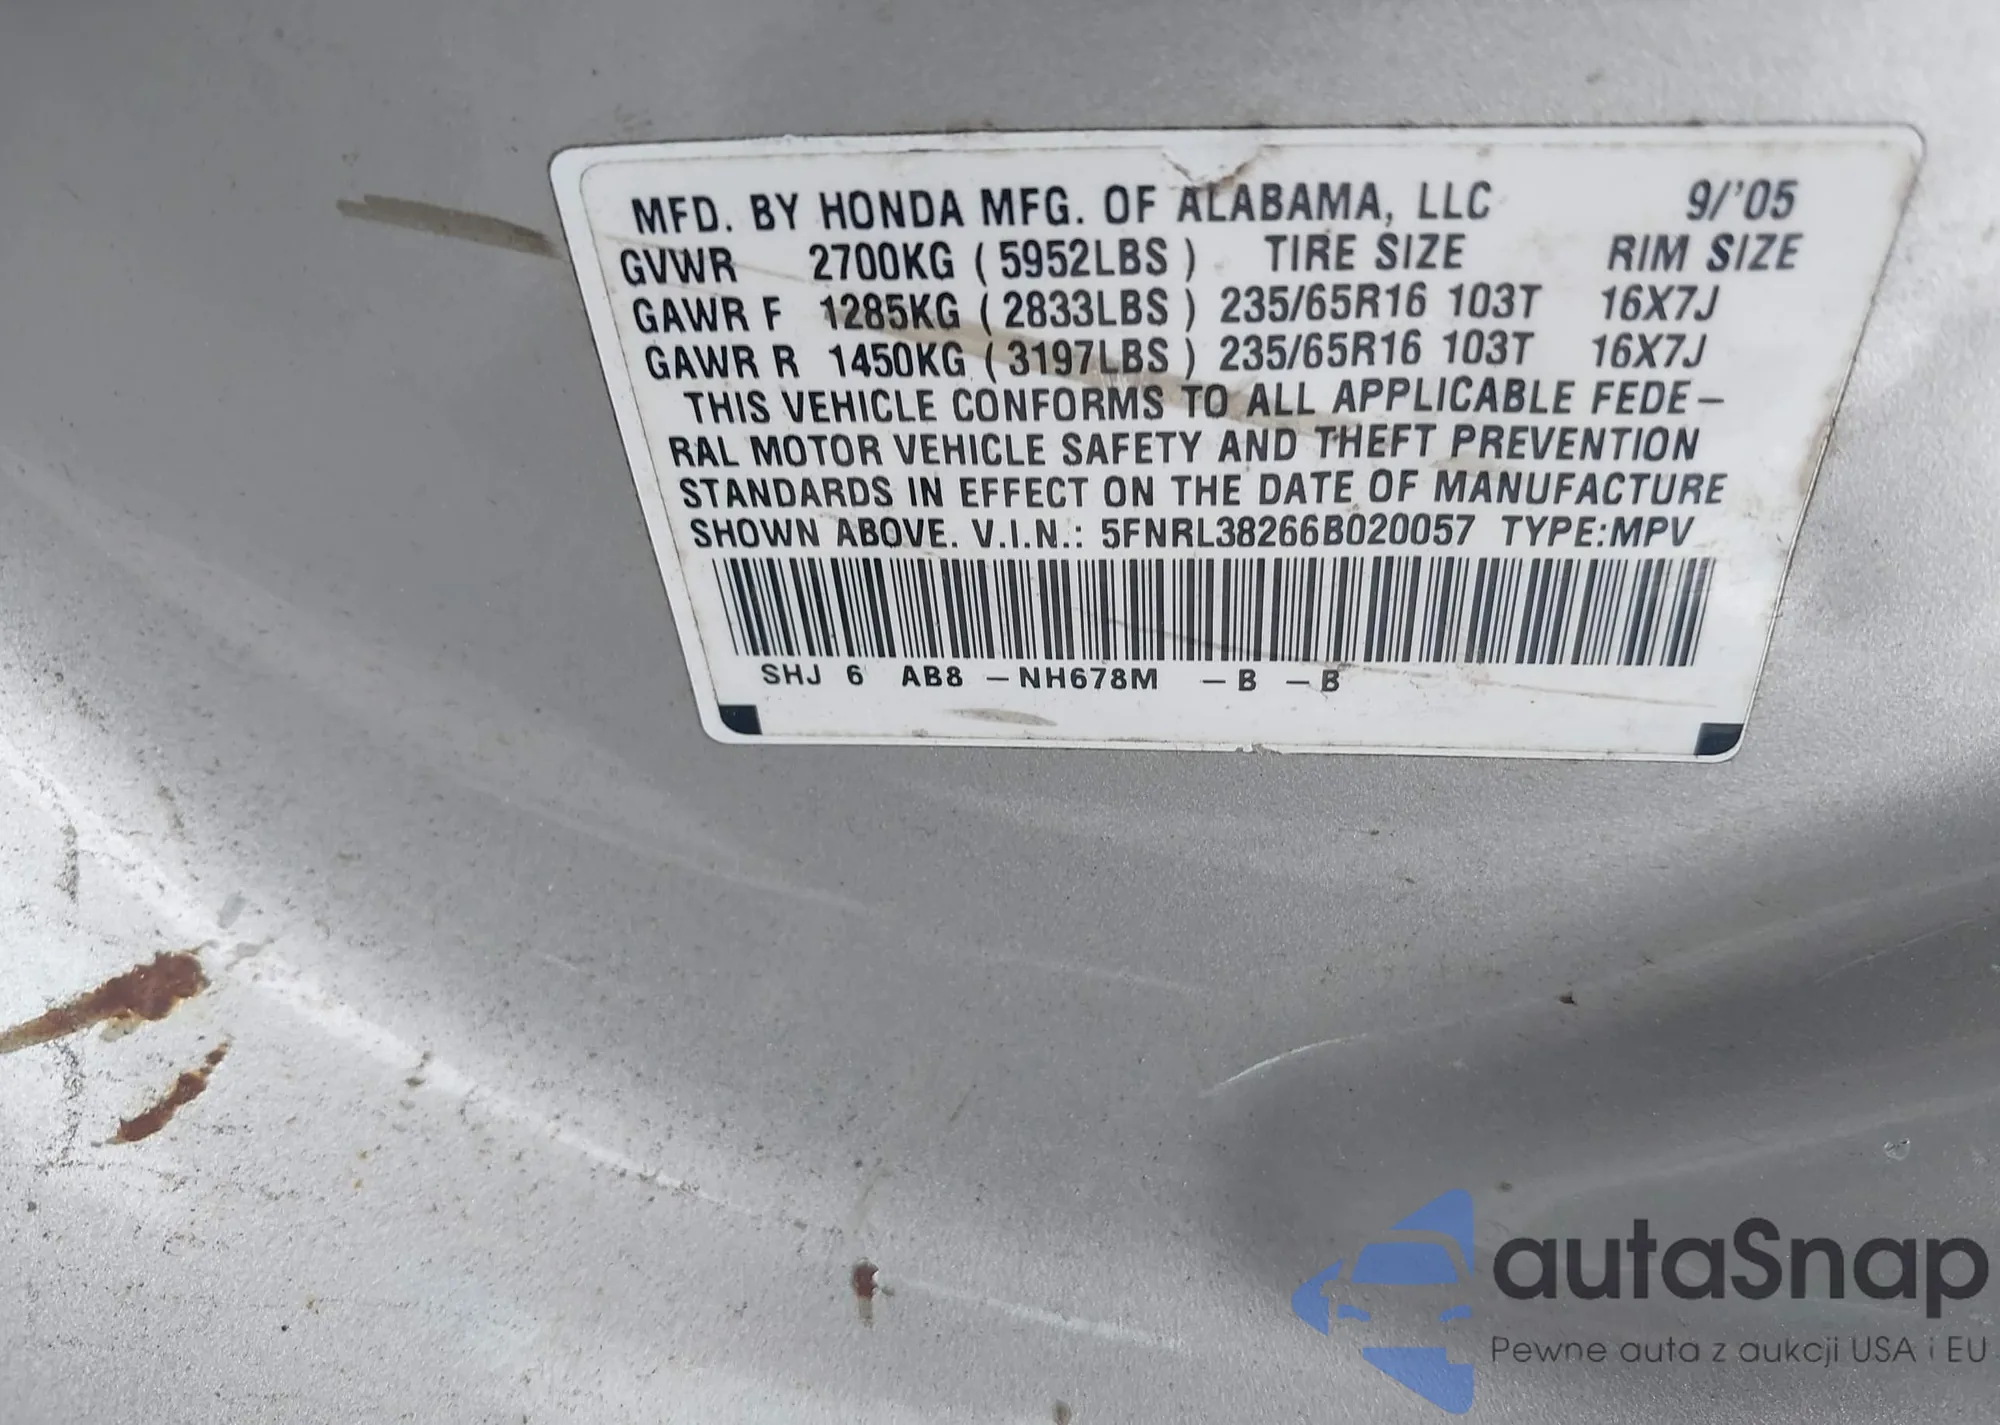 MFD. BY HONDA MFG. OF ALABAMA, LLC 9/'05
GVWR 2700KG ( 5952LBS ) TIRE SIZE RIM SIZE
GAWR F 1285KG ( 2833LBS ) 235/65R16 103T 16X7J
GAWR R 1450KG ( 3197LBS ) 235/65R16 103T 16X7J
THIS VEHICLE CONFORMS TO ALL APPLICABLE FEDE-
RAL MOTOR VEHICLE SAFETY AND THEFT PREVENTION
STANDARDS IN EFFECT ON THE DATE OF MANUFACTURE
SHOWN ABOVE. V.I.N.: 5FNRL38266B020057 TYPE:MPV
SHJ 6 AB8 -NH678M -B -B
autaSnap
Pewne auta z aukcji USA i EU